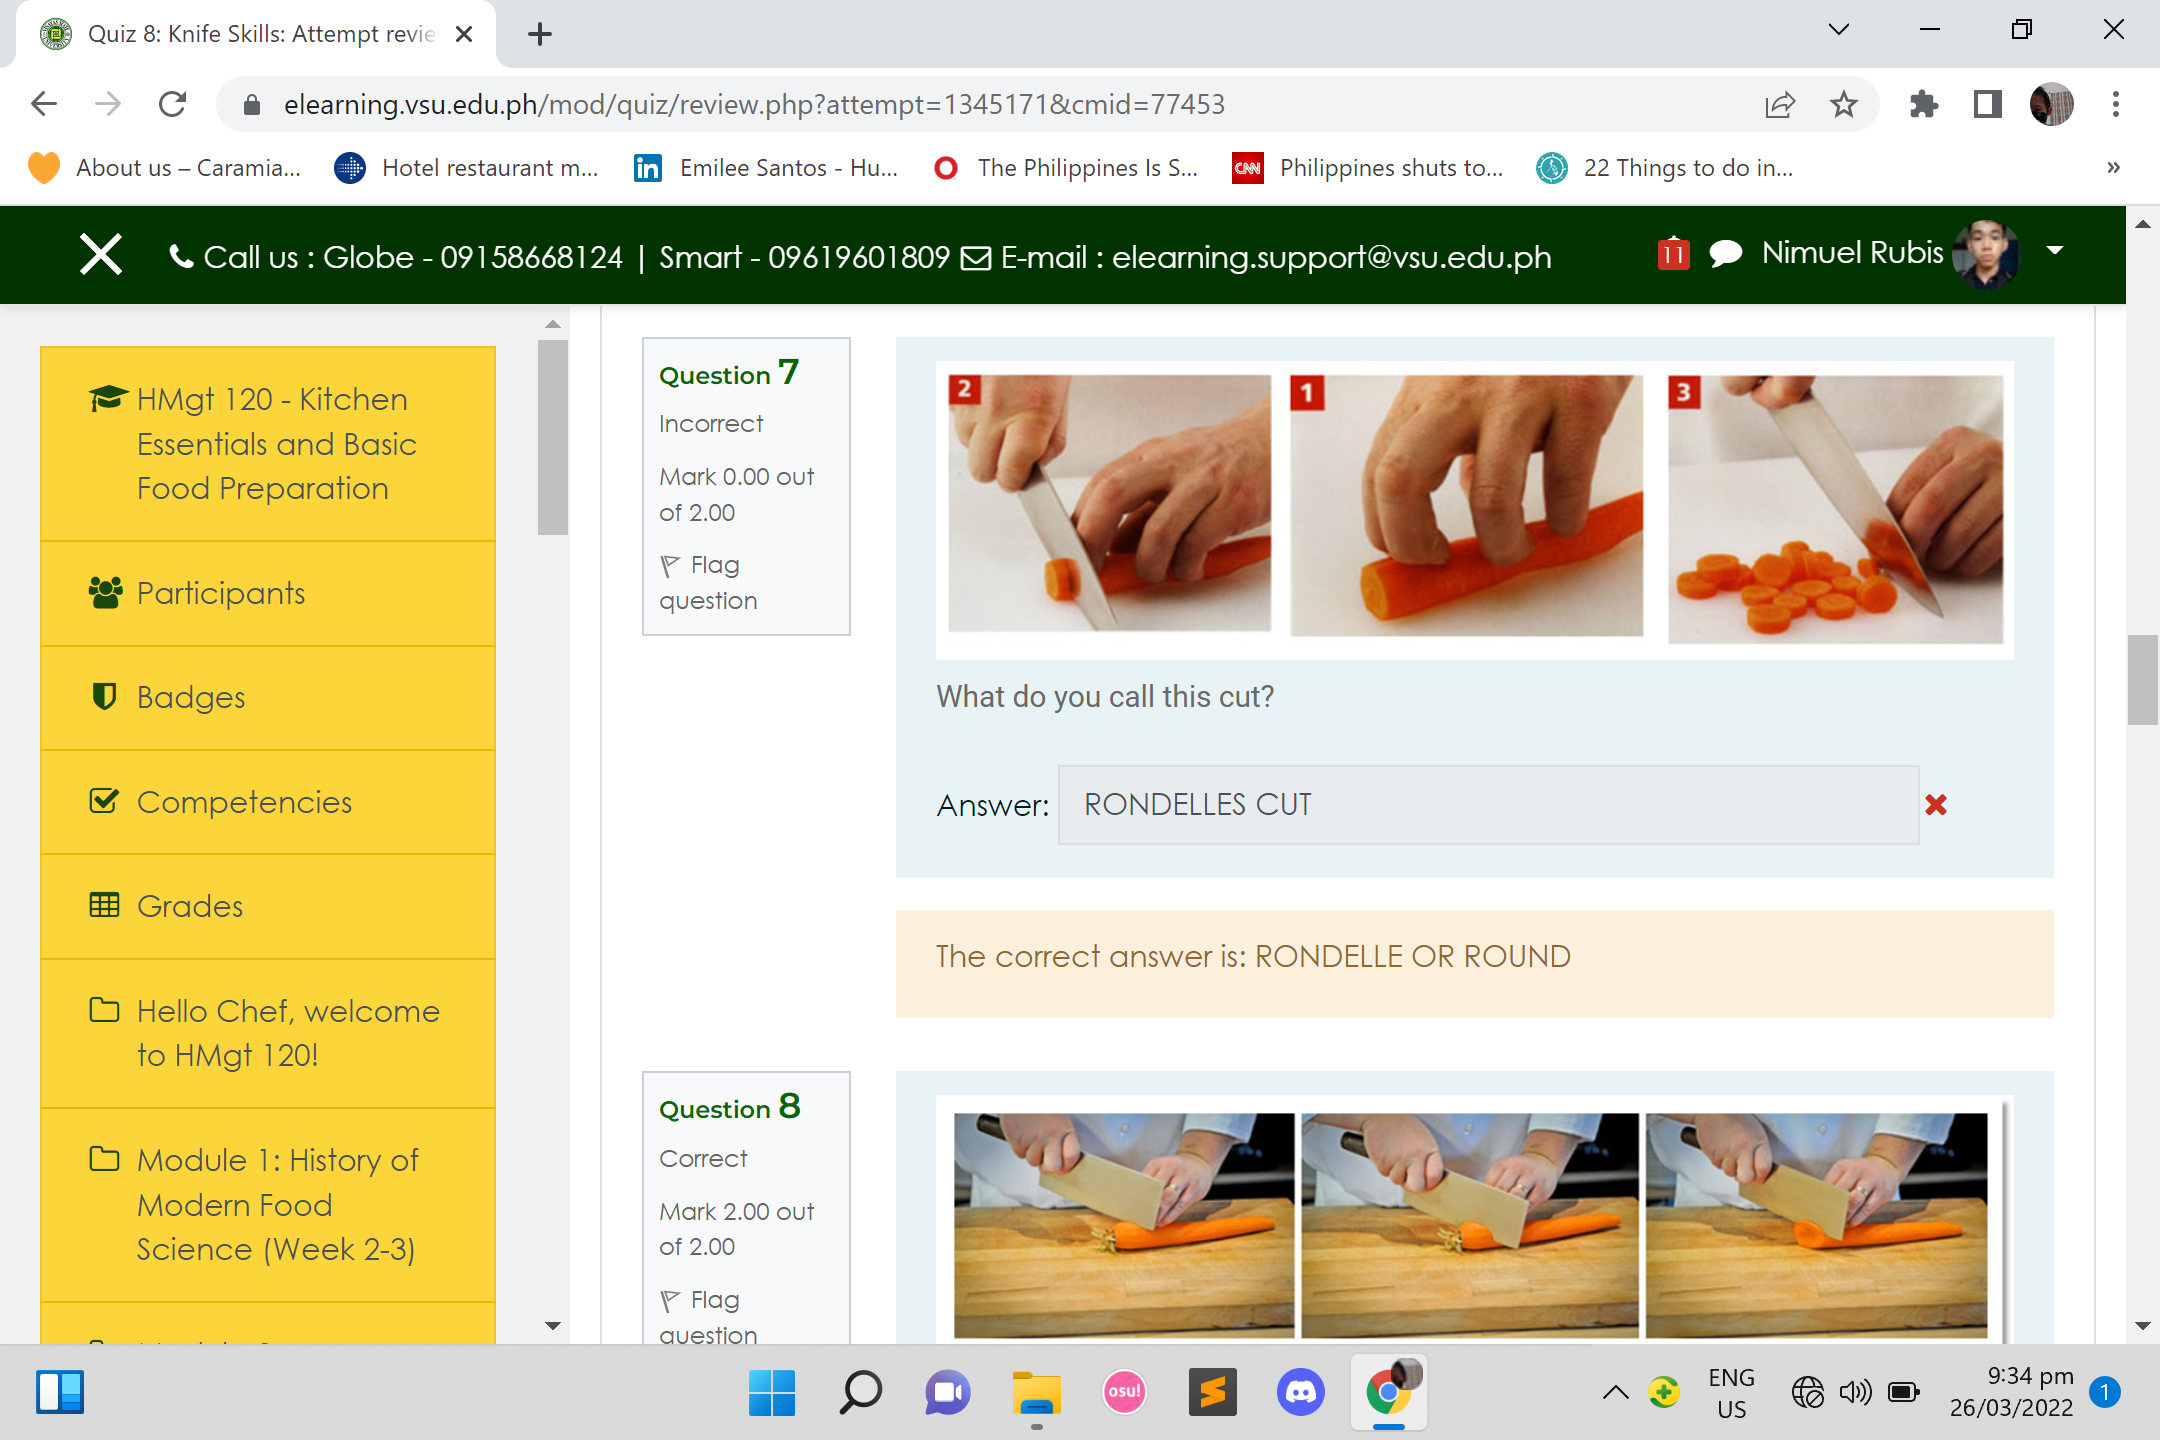 Quiz 8: Knife Skills: Attempt revie
elearning.vsu.edu.ph/mod/quiz/review.php?attempt=1345171&cmid=77453
About us – Caramia... Hotel restaurant m... in Emilee Santos - Hu... The Philippines Is S... CNN Philippines shuts to... 22 Things to do in... »
Call us : Globe - 09158668124 | Smart - 09619601809 E-mail : elearning.support@vsu.edu.ph 11 Nimuel Rubis
HMgt 120 - Kitchen
Essentials and Basic
Food Preparation
Participants
Badges
Competencies
Grades
Hello Chef, welcome
to HMgt 120!
Module 1: History of
Modern Food
Science (Week 2-3)
Question 7
Incorrect
Mark 0.00 out
of 2.00
Flag
question
2 1 3
What do you call this cut?
Answer: RONDELLES CUT
The correct answer is: RONDELLE OR ROUND
Question 8
Correct
Mark 2.00 out
of 2.00
Flag
question
osu!
ENG
US
9:34 pm
26/03/2022
1